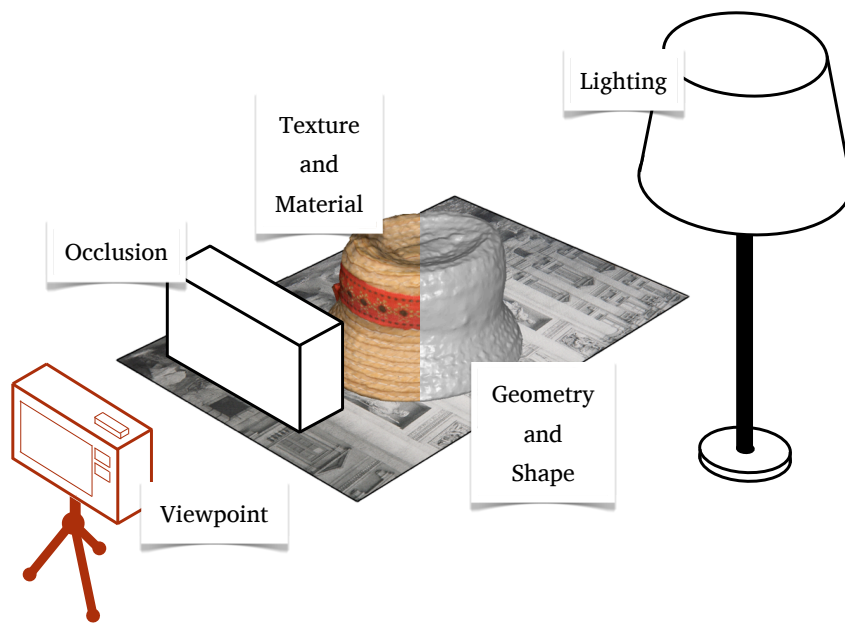 Lighting
Texture
and
Material
Occlusion
Geometry
and
Shape
Viewpoint